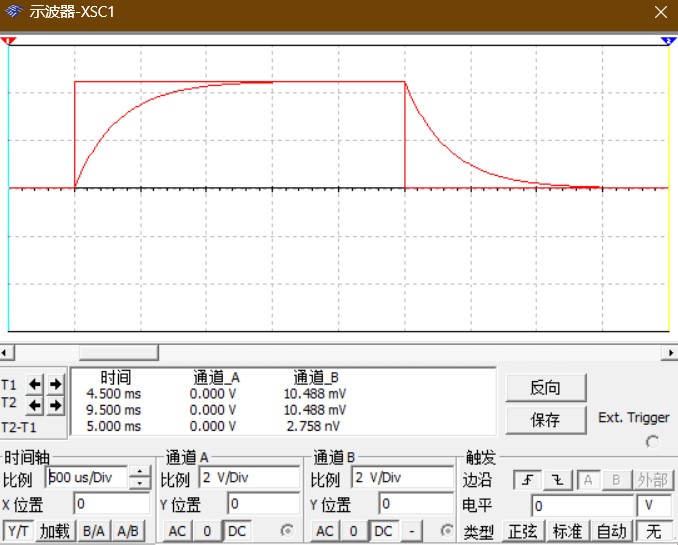 示波器-XSC1
1
2
时间 通道_A 通道_B
T1 4.500 ms 0.000 V 10.488 mV
T2 9.500 ms 0.000 V 10.488 mV
T2-T1 5.000 ms 0.000 V 2.758 nV
反向
保存
Ext. Trigger
时间轴 通道 A 通道 B 触发
比例 500 us/Div 比例 2 V/Div 比例 2 V/Div 边沿 A B 外部
X 位置 0 Y 位置 0 Y 位置 0 电平 0 V
Y/T 加载 B/A A/B AC 0 DC AC 0 DC - 类型 正弦 标准 自动 无